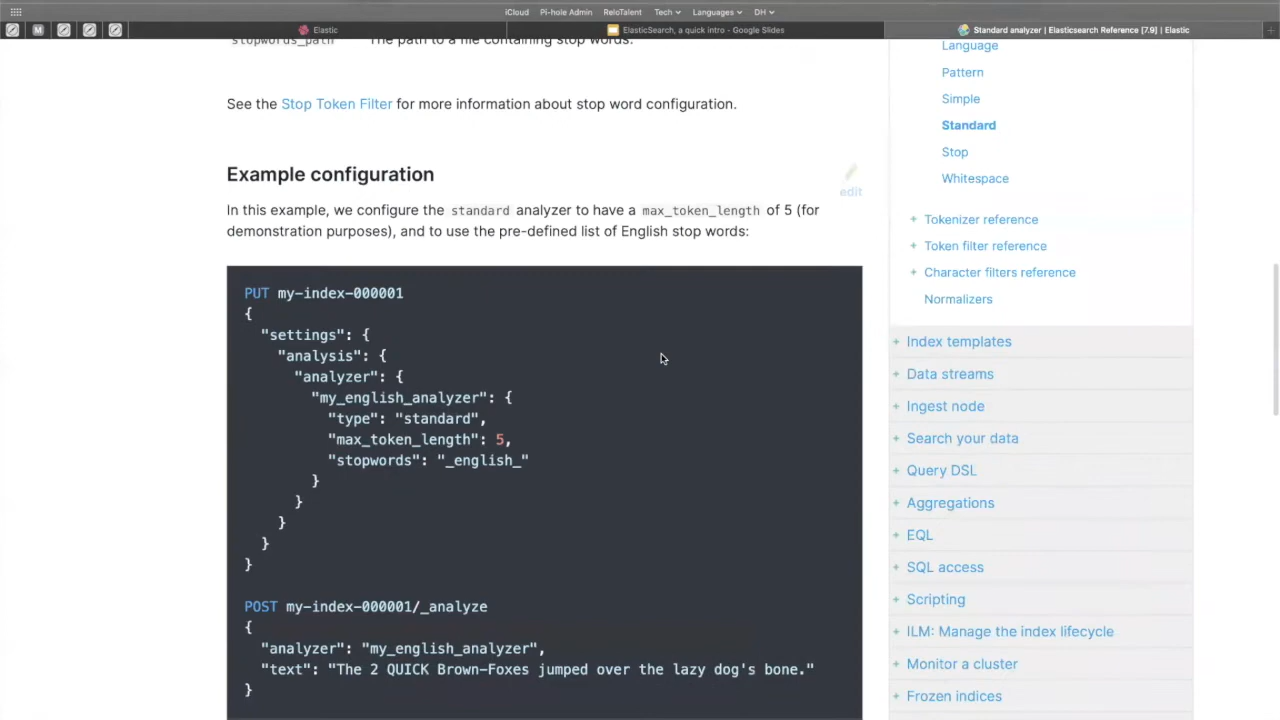 iCloud Pi-hole Admin ReloTalent Tech Languages DH
M Elastic ElasticSearch, a quick intro - Google Slides Standard analyzer | Elasticsearch Reference [7.9] | Elastic
stopwords_path The path to a file containing stop words.
See the Stop Token Filter for more information about stop word configuration.
Example configuration
edit
In this example, we configure the standard analyzer to have a max_token_length of 5 (for
demonstration purposes), and to use the pre-defined list of English stop words:
PUT my-index-000001
{
"settings": {
"analysis": {
"analyzer": {
"my_english_analyzer": {
"type": "standard",
"max_token_length": 5,
"stopwords": "_english_"
}
}
}
}
}
POST my-index-000001/_analyze
{
"analyzer": "my_english_analyzer",
"text": "The 2 QUICK Brown-Foxes jumped over the lazy dog's bone."
}
Language
Pattern
Simple
Standard
Stop
Whitespace
+ Tokenizer reference
+ Token filter reference
+ Character filters reference
Normalizers
+ Index templates
+ Data streams
+ Ingest node
+ Search your data
+ Query DSL
+ Aggregations
+ EQL
+ SQL access
+ Scripting
+ ILM: Manage the index lifecycle
+ Monitor a cluster
+ Frozen indices